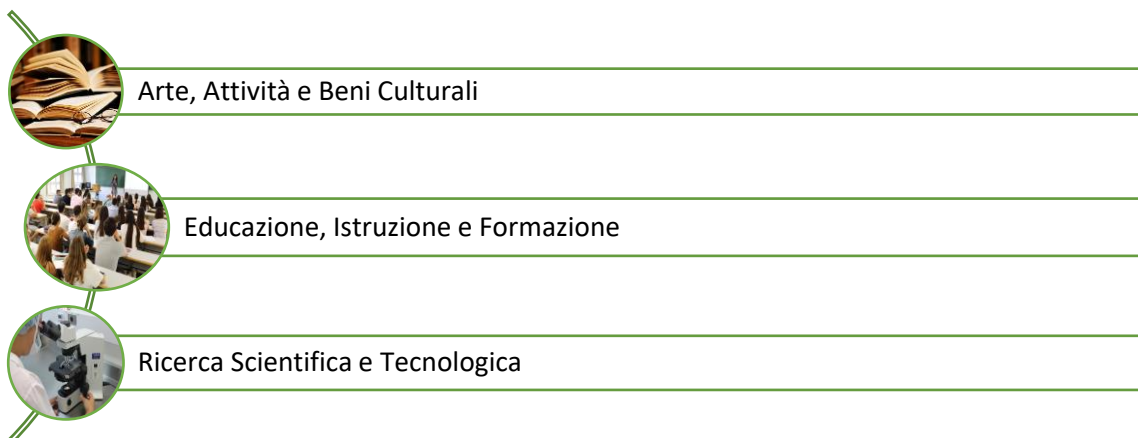 Arte, Attività e Beni Culturali
Educazione, Istruzione e Formazione
Ricerca Scientifica e Tecnologica